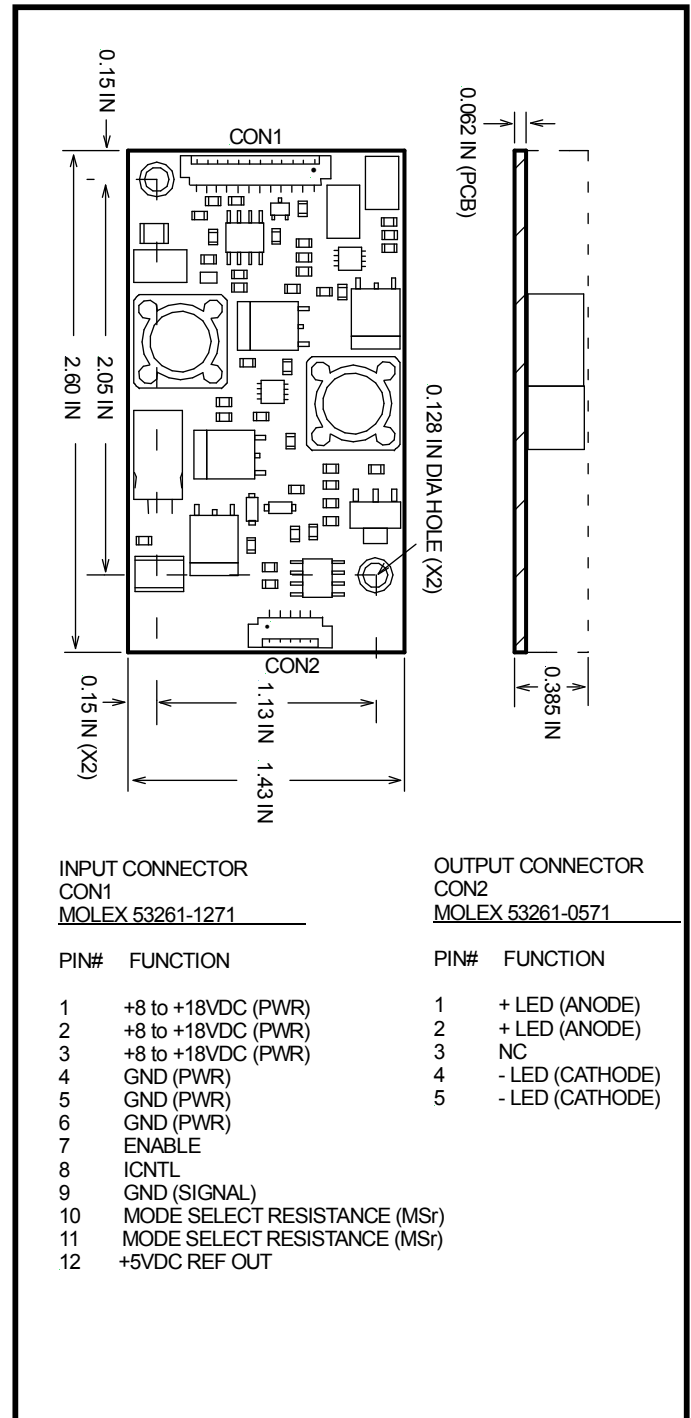 0.15 IN
CON1
0.062 IN (PCB)
2.60 IN
2.05 IN
0.128 IN DIA HOLE (X2)
CON2
0.15 IN (X2)
1.13 IN
1.43 IN
0.385 IN
INPUT CONNECTOR
CON1
MOLEX 53261-1271
PIN# FUNCTION
1 +8 to +18VDC (PWR)
2 +8 to +18VDC (PWR)
3 +8 to +18VDC (PWR)
4 GND (PWR)
5 GND (PWR)
6 GND (PWR)
7 ENABLE
8 ICNTL
9 GND (SIGNAL)
10 MODE SELECT RESISTANCE (MSr)
11 MODE SELECT RESISTANCE (MSr)
12 +5VDC REF OUT
OUTPUT CONNECTOR
CON2
MOLEX 53261-0571
PIN# FUNCTION
1 + LED (ANODE)
2 + LED (ANODE)
3 NC
4 - LED (CATHODE)
5 - LED (CATHODE)